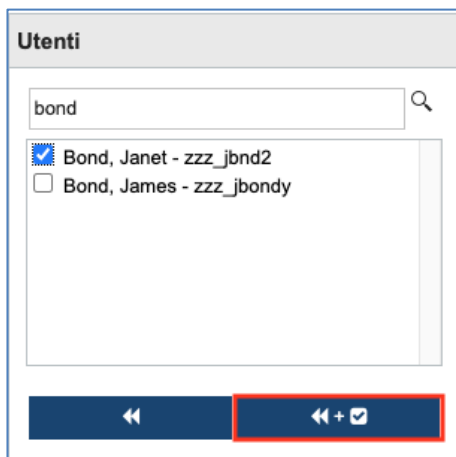 Utenti
bond
Bond, Janet - zzz_jbnd2
Bond, James - zzz_jbondy
+